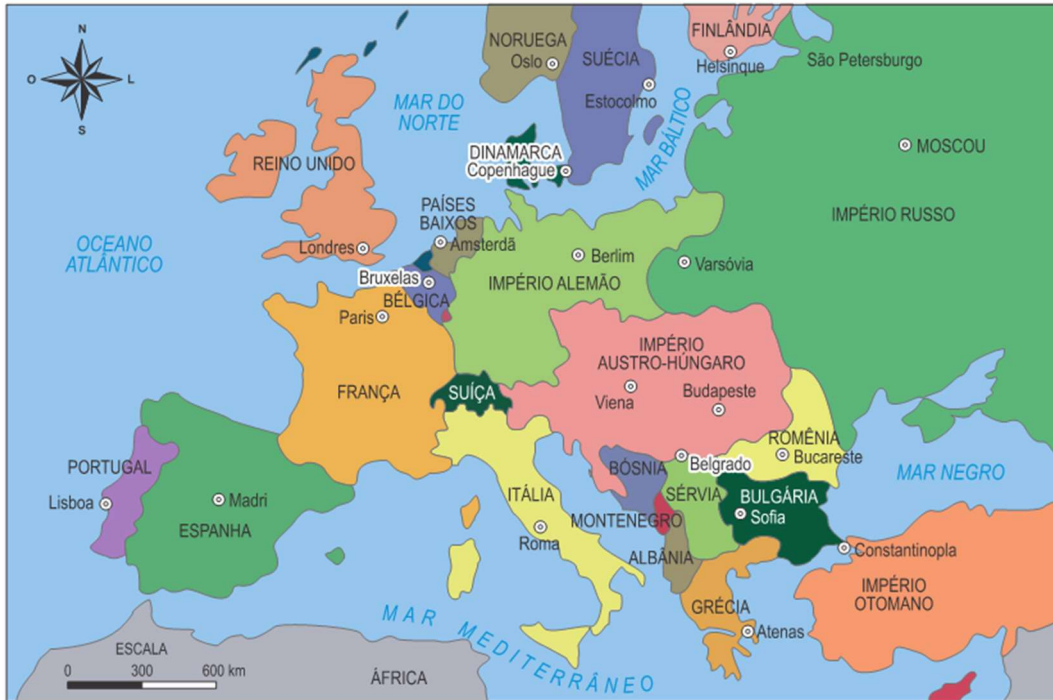 N
O
L
S
NORUEGA
Oslo
SUÉCIA
Estocolmo
FINLÂNDIA
Helsinque
São Petersburgo
MAR DO
NORTE
MAR BÁLTICO
MOSCOU
REINO UNIDO
DINAMARCA
Copenhague
IMPÉRIO RUSSO
PAÍSES
BAIXOS
Amsterdã
OCEANO
ATLÂNTICO
Londres
Berlim
Varsóvia
Bruxelas
BÉLGICA
IMPÉRIO ALEMÃO
Paris
IMPÉRIO
AUSTRO-HÚNGARO
FRANÇA
SUÍÇA
Viena
Budapeste
ROMÊNIA
Bucareste
PORTUGAL
Lisboa
Madri
ESPANHA
ITÁLIA
Roma
BÓSNIA
Belgrado
SÉRVIA
BULGÁRIA
Sofia
MAR NEGRO
MONTENEGRO
ALBÂNIA
Constantinopla
IMPÉRIO
OTOMANO
GRÉCIA
Atenas
MAR MEDITERRÂNEO
ESCALA
0 300 600 km
ÁFRICA